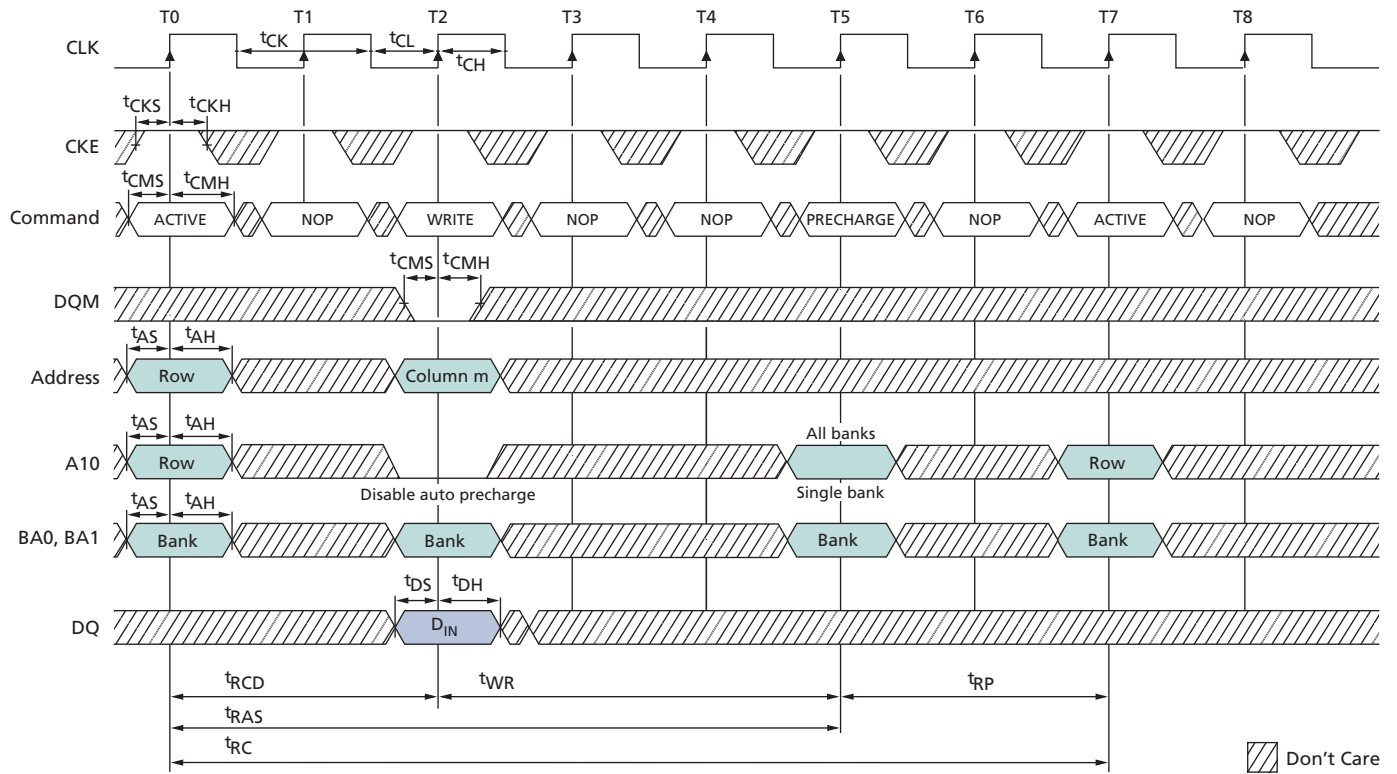 T0 T1 T2 T3 T4 T5 T6 T7 T8
CLK
tCK tCL
tCH
tCKS tCKH
CKE
tCMS tCMH
Command ACTIVE NOP WRITE NOP NOP PRECHARGE NOP ACTIVE NOP
tCMS tCMH
DQM
tAS tAH
Address Row Column m
tAS tAH
All banks
A10 Row Row
Disable auto precharge Single bank
tAS tAH
BA0, BA1 Bank Bank Bank Bank
tDS tDH
DQ DIN
tRCD tWR tRP
tRAS
tRC
Don't Care